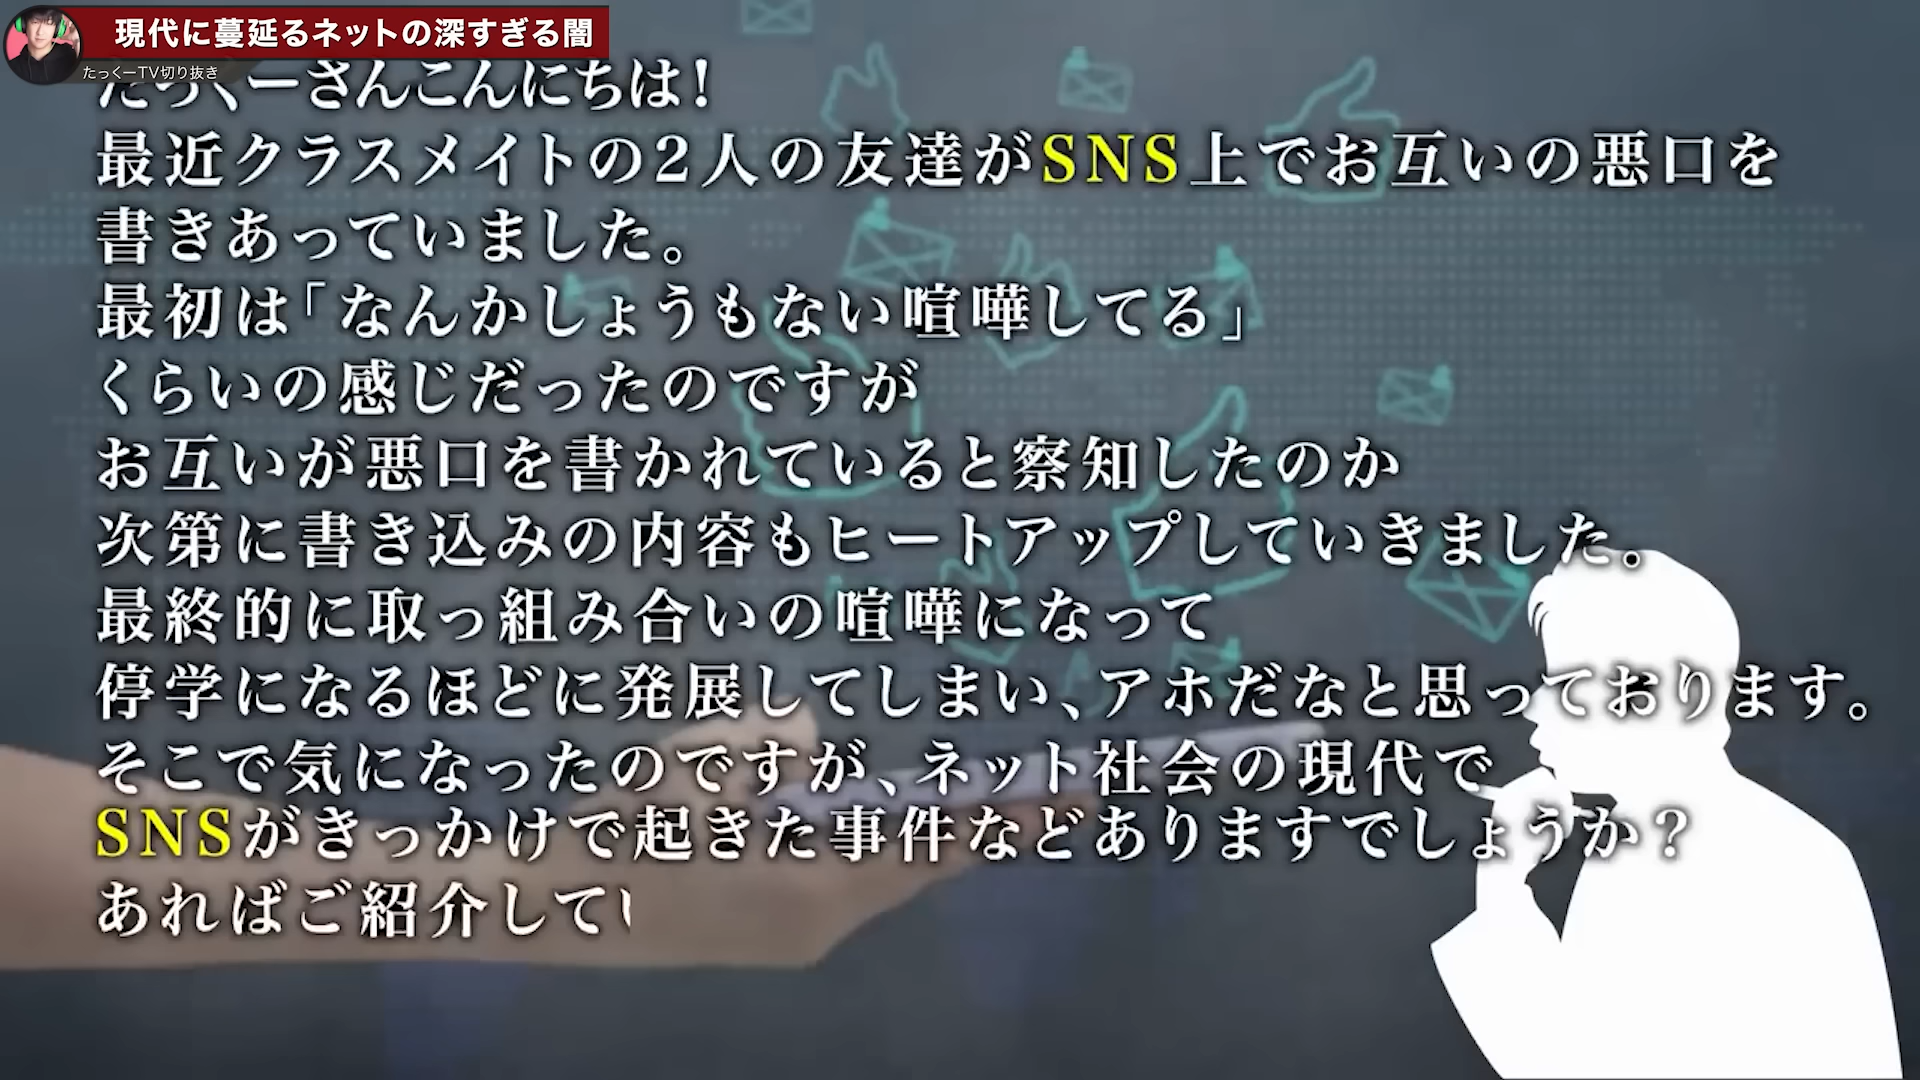 現代に蔓延るネットの深すぎる闇
たっくーTV切り抜き
たっくーさんこんにちは！
最近クラスメイトの2人の友達がSNS上でお互いの悪口を
書きあっていました。
最初は「なんかしょうもない喧嘩してる」
くらいの感じだったのですが
お互いが悪口を書かれていると察知したのか
次第に書き込みの内容もヒートアップしていきました。
最終的に取っ組み合いの喧嘩になって
停学になるほどに発展してしまい、アホだなと思っております。
そこで気になったのですが、ネット社会の現代で
SNSがきっかけで起きた事件などありますでしょうか？
あればご紹介して